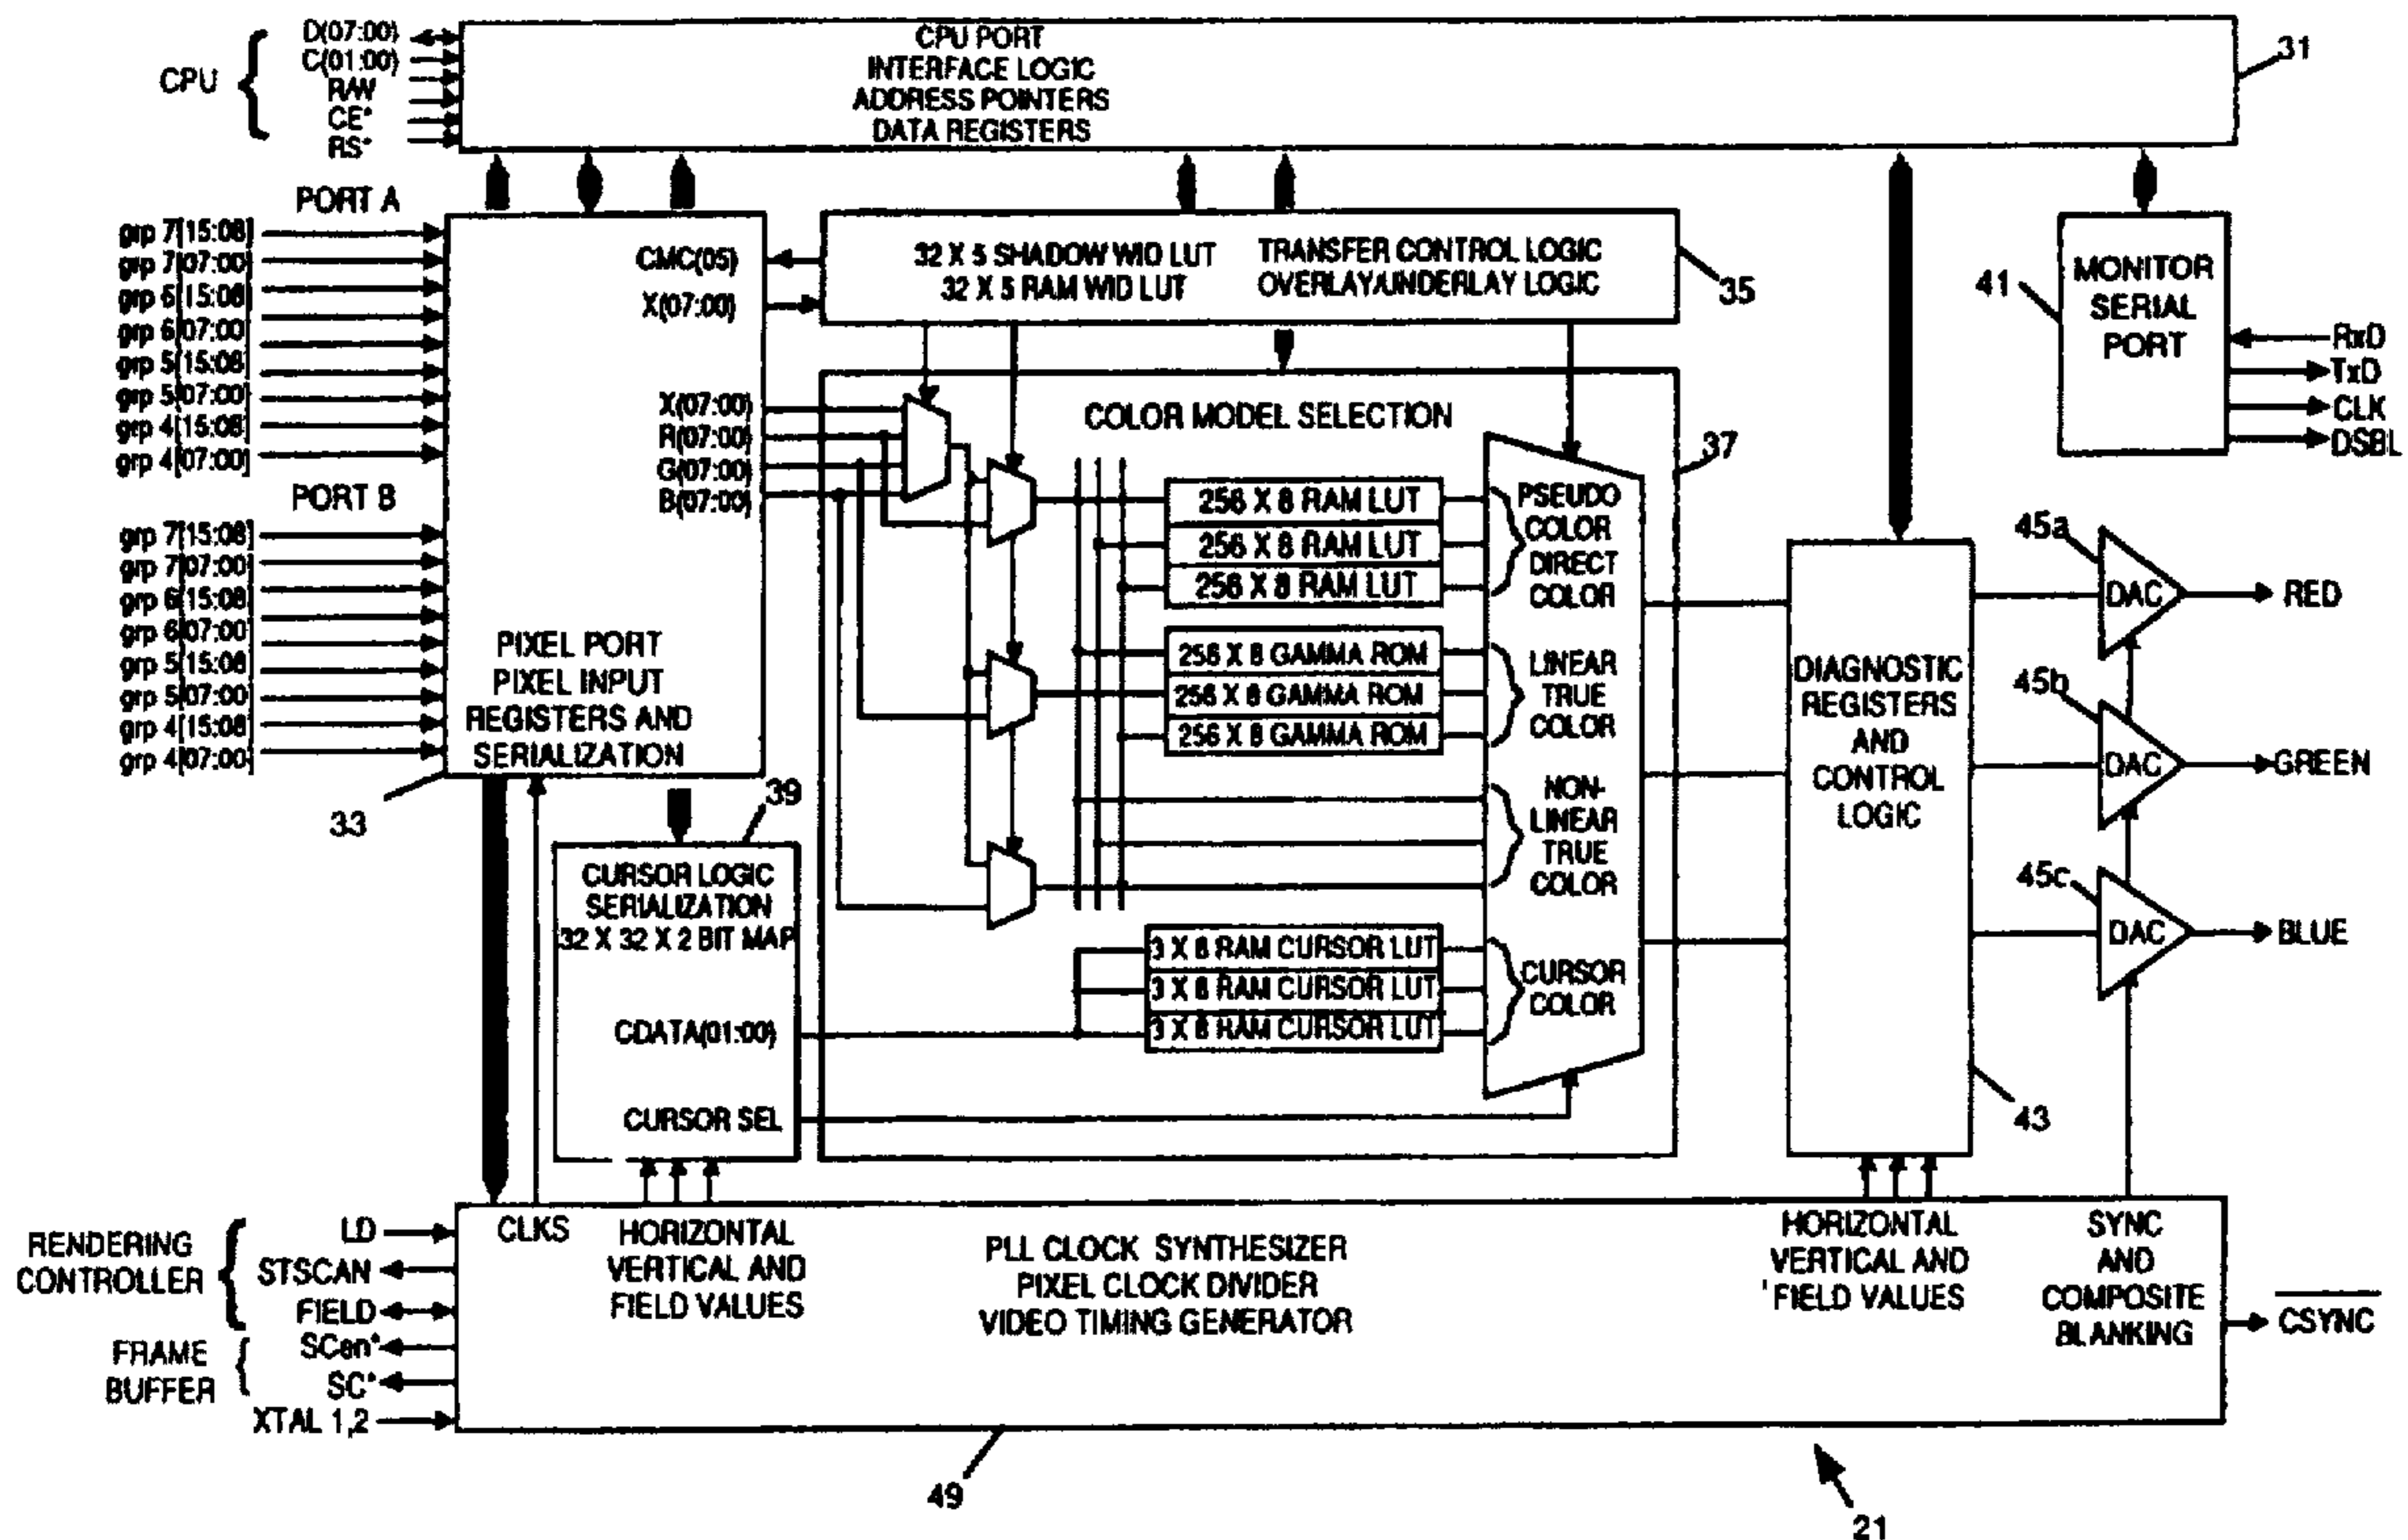 D(07:00)
C(01:00)
R/W
CE*
RS*
CPU
CPU PORT
INTERFACE LOGIC
ADDRESS POINTERS
DATA REGISTERS
31
PORT A
grp 7[15:08]
grp 7[07:00]
grp 6[15:08]
grp 6[07:00]
grp 5[15:08]
grp 5[07:00]
grp 4[15:08]
grp 4[07:00]
PORT B
grp 7[15:08]
grp 7[07:00]
grp 6[15:08]
grp 6[07:00]
grp 5[15:08]
grp 5[07:00]
grp 4[15:08]
grp 4[07:00]
CMC(05)
X(07:00)
X(07:00)
R(07:00)
G(07:00)
B(07:00)
PIXEL PORT
PIXEL INPUT
REGISTERS AND
SERIALIZATION
33
32 X 5 SHADOW WID LUT
32 X 5 RAM WID LUT
TRANSFER CONTROL LOGIC
OVERLAY/UNDERLAY LOGIC
35
COLOR MODEL SELECTION
37
256 X 8 RAM LUT
256 X 8 RAM LUT
256 X 8 RAM LUT
PSEUDO
COLOR
DIRECT
COLOR
256 X 8 GAMMA ROM
256 X 8 GAMMA ROM
256 X 8 GAMMA ROM
LINEAR
TRUE
COLOR
NON-
LINEAR
TRUE
COLOR
3 X 8 RAM CURSOR LUT
3 X 8 RAM CURSOR LUT
3 X 8 RAM CURSOR LUT
CURSOR
COLOR
39
CURSOR LOGIC
SERIALIZATION
32 X 32 X 2 BIT MAP
CDATA(01:00)
CURSOR SEL
41
MONITOR
SERIAL
PORT
RxD
TxD
CLK
DSBL
DIAGNOSTIC
REGISTERS
AND
CONTROL
LOGIC
43
45a
DAC
RED
45b
DAC
GREEN
45c
DAC
BLUE
RENDERING
CONTROLLER
LD
STSCAN
FIELD
FRAME
BUFFER
SCen*
SC*
XTAL 1,2
CLKS
HORIZONTAL
VERTICAL AND
FIELD VALUES
PLL CLOCK SYNTHESIZER
PIXEL CLOCK DIVIDER
VIDEO TIMING GENERATOR
HORIZONTAL
VERTICAL AND
FIELD VALUES
SYNC
AND
COMPOSITE
BLANKING
CSYNC
49
21